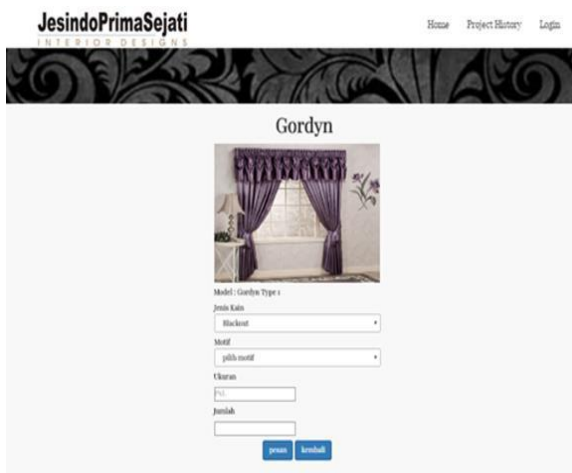 JesindoPrimaSejati
INTERIOR DESIGNS
Home Project History Login
Gordyn
Model : Gordyn Type 1
Jenis Kain
Blackout
Motif
pilih motif
Ukuran
Jumlah
pesan kembali